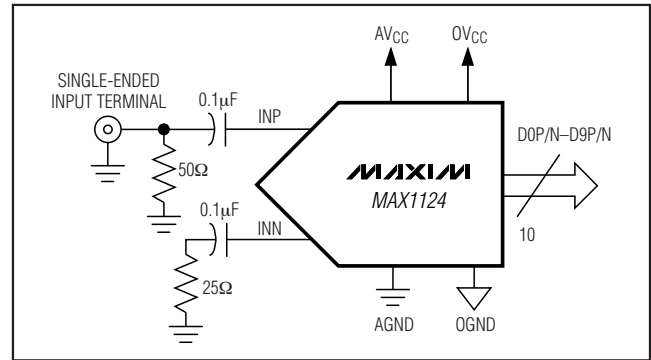 AVCC
OVCC
SINGLE-ENDED
INPUT TERMINAL
0.1µF
INP
D0P/N–D9P/N
50Ω
MAXIM
MAX1124
0.1µF
INN
10
25Ω
AGND
OGND